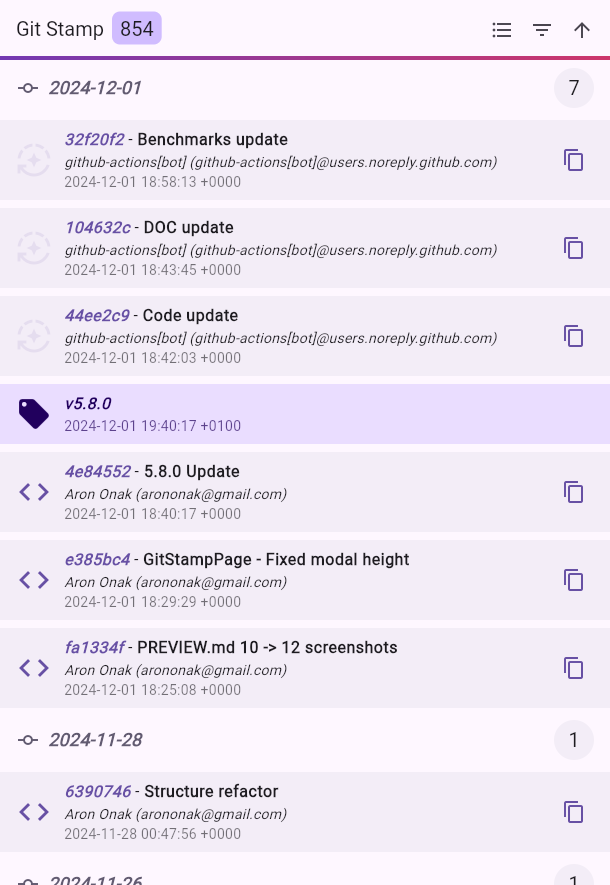 Git Stamp 854
2024-12-01 7
32f20f2 - Benchmarks update
github-actions[bot] (github-actions[bot]@users.noreply.github.com)
2024-12-01 18:58:13 +0000
104632c - DOC update
github-actions[bot] (github-actions[bot]@users.noreply.github.com)
2024-12-01 18:43:45 +0000
44ee2c9 - Code update
github-actions[bot] (github-actions[bot]@users.noreply.github.com)
2024-12-01 18:42:03 +0000
v5.8.0
2024-12-01 19:40:17 +0100
4e84552 - 5.8.0 Update
Aron Onak (arononak@gmail.com)
2024-12-01 18:40:17 +0000
e385bc4 - GitStampPage - Fixed modal height
Aron Onak (arononak@gmail.com)
2024-12-01 18:29:29 +0000
fa1334f - PREVIEW.md 10 -> 12 screenshots
Aron Onak (arononak@gmail.com)
2024-12-01 18:25:08 +0000
2024-11-28 1
6390746 - Structure refactor
Aron Onak (arononak@gmail.com)
2024-11-28 00:47:56 +0000
2024-11-26 1